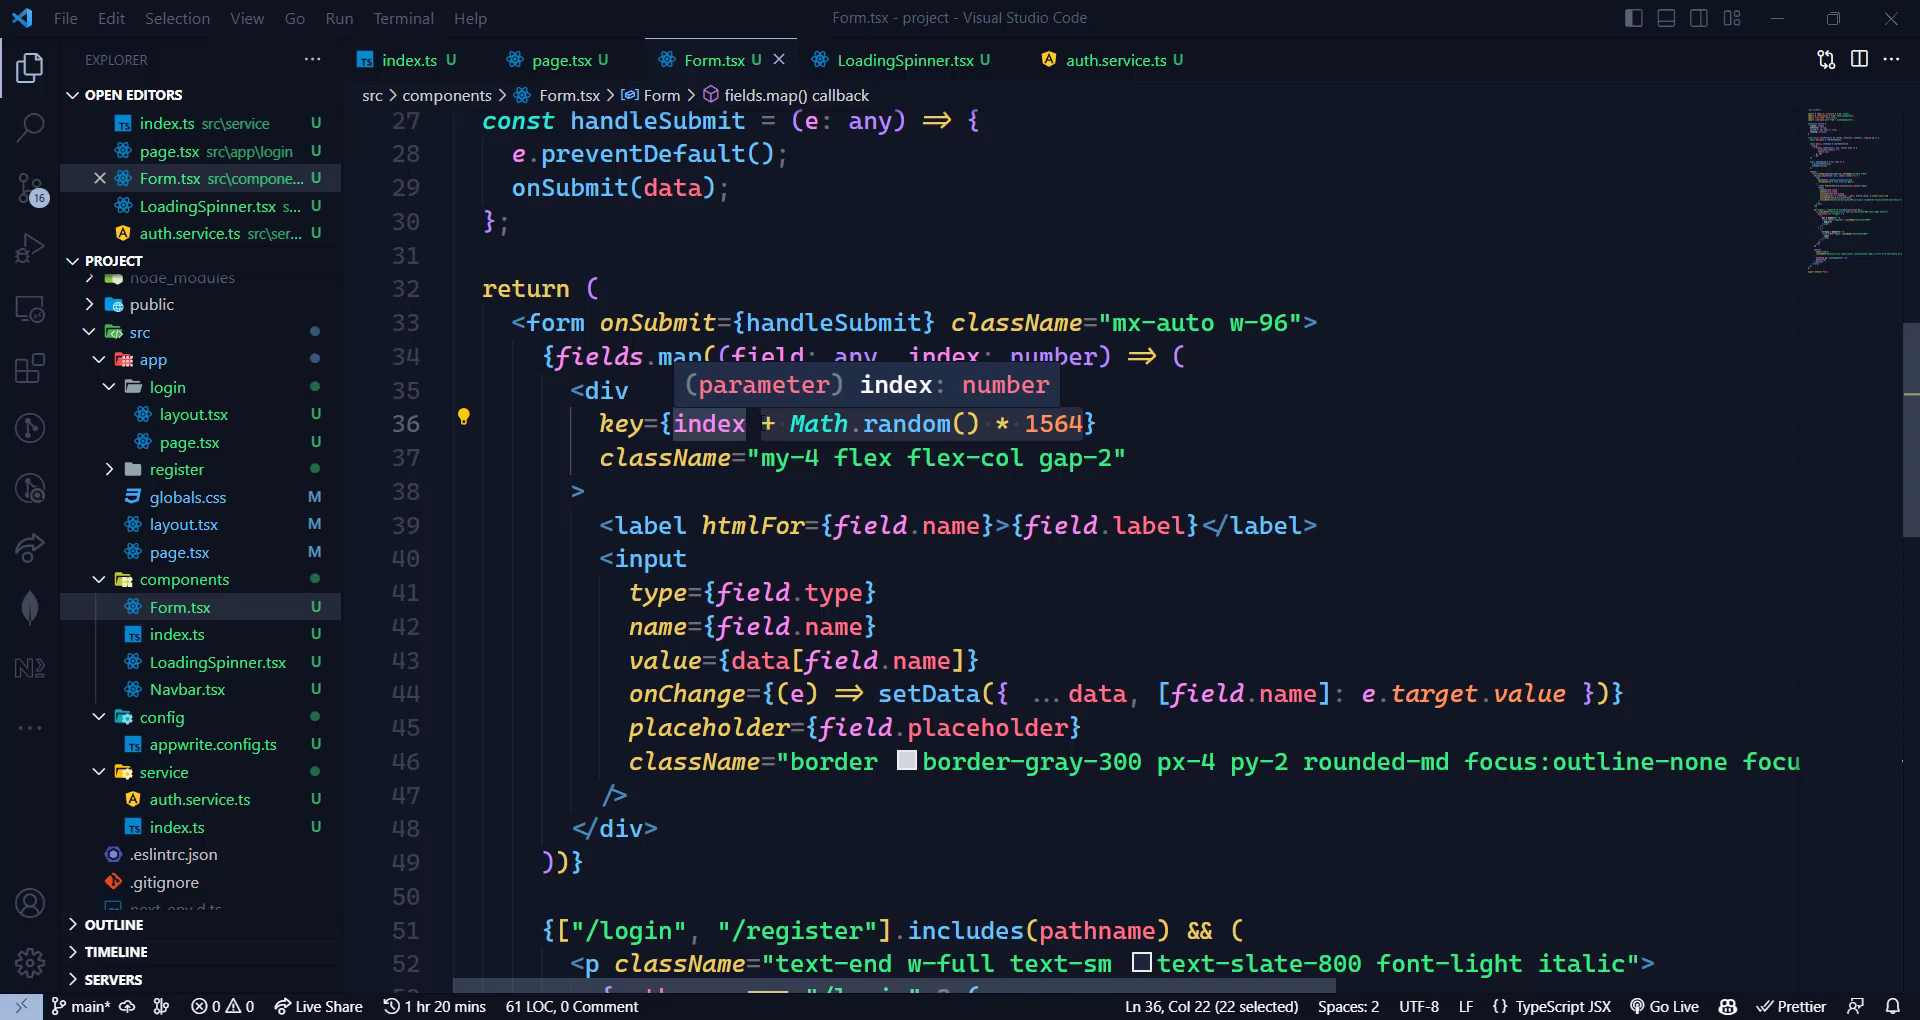 File Edit Selection View Go Run Terminal Help
Form.tsx - project - Visual Studio Code
EXPLORER
index.ts U
page.tsx U
Form.tsx U
LoadingSpinner.tsx U
auth.service.ts U
src > components > Form.tsx > Form > fields.map() callback
OPEN EDITORS
index.ts src\service U
page.tsx src\app\login U
Form.tsx src\compone... U
LoadingSpinner.tsx s... U
auth.service.ts src\ser... U
PROJECT
node_modules
public
src
app
login
layout.tsx U
page.tsx U
register
globals.css M
layout.tsx M
page.tsx M
components
Form.tsx U
index.ts U
LoadingSpinner.tsx U
Navbar.tsx U
config
appwrite.config.ts U
service
auth.service.ts U
index.ts U
.eslintrc.json
.gitignore
next-env.d.ts
OUTLINE
TIMELINE
SERVERS
16
27 const handleSubmit = (e: any) => {
28 e.preventDefault();
29 onSubmit(data);
30 };
31
32 return (
33 <form onSubmit={handleSubmit} className="mx-auto w-96">
34 {fields.map((field: any, index: number) => (
(parameter) index: number
35 <div
36 key={index + Math.random() * 1564}
37 className="my-4 flex flex-col gap-2"
38 >
39 <label htmlFor={field.name}>{field.label}</label>
40 <input
41 type={field.type}
42 name={field.name}
43 value={data[field.name]}
44 onChange={(e) => setData({ ...data, [field.name]: e.target.value })}
45 placeholder={field.placeholder}
46 className="border border-gray-300 px-4 py-2 rounded-md focus:outline-none focu
47 />
48 </div>
49 ))}
50
51 {["/login", "/register"].includes(pathname) && (
52 <p className="text-end w-full text-sm text-slate-800 font-light italic">
main* 0 0 Live Share 1 hr 20 mins 61 LOC, 0 Comment
Ln 36, Col 22 (22 selected) Spaces: 2 UTF-8 LF {} TypeScript JSX Go Live Prettier